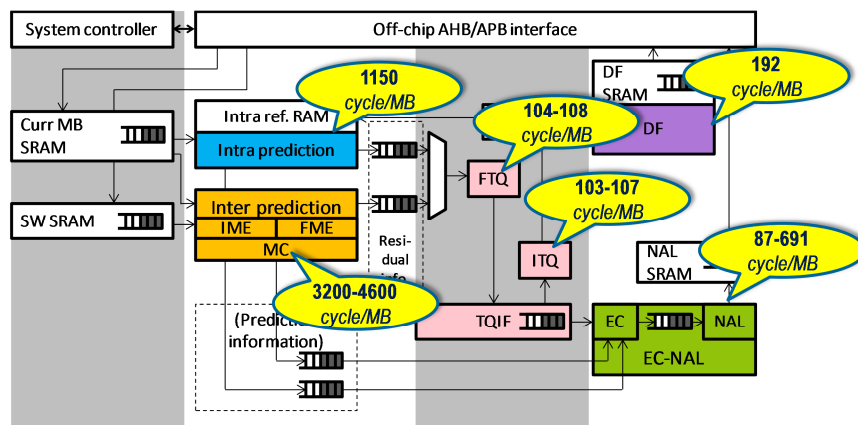 System controller
Off-chip AHB/APB interface
1150
cycle/MB
DF
SRAM
192
cycle/MB
Curr MB
SRAM
Intra ref. RAM
104-108
cycle/MB
Intra prediction
DF
FTQ
103-107
cycle/MB
SW SRAM
Inter prediction
IME
FME
MC
Resi-
dual
info.
ITQ
NAL
SRAM
87-691
cycle/MB
3200-4600
cycle/MB
(Prediction
information)
TQIF
EC
NAL
EC-NAL